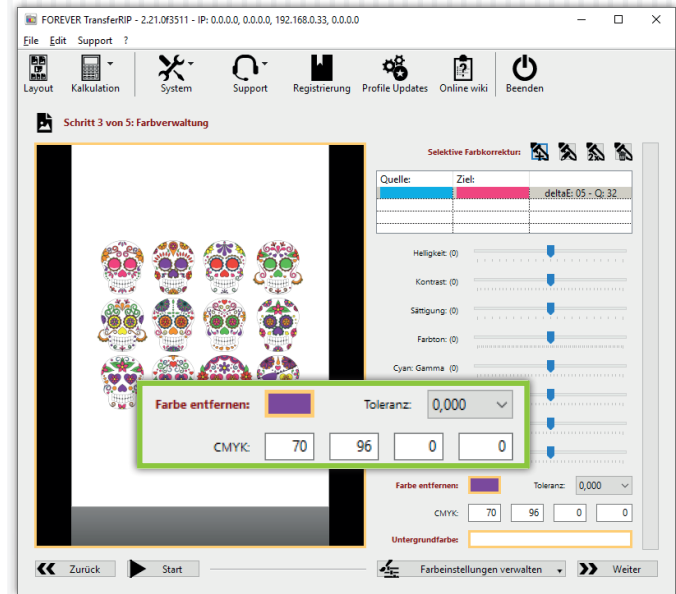 FOREVER TransferRIP - 2.21.0f3511 - IP: 0.0.0.0, 0.0.0.0, 192.168.0.33, 0.0.0.0
File Edit Support ?
Layout Kalkulation System Support Registrierung Profile Updates Online wiki Beenden
Schritt 3 von 5: Farbverwaltung
Selektive Farbkorrektur: 2x
Quelle: Ziel:
deltaE: 05 - Q: 32
Helligkeit: (0)
Kontrast: (0)
Sättigung: (0)
Farbton: (0)
Cyan: Gamma (0)
Farbe entfernen: Toleranz: 0,000
CMYK: 70 96 0 0
Farbe entfernen: Toleranz: 0,000
CMYK: 70 96 0 0
Untergrundfarbe:
Zurück Start Farbeinstellungen verwalten Weiter